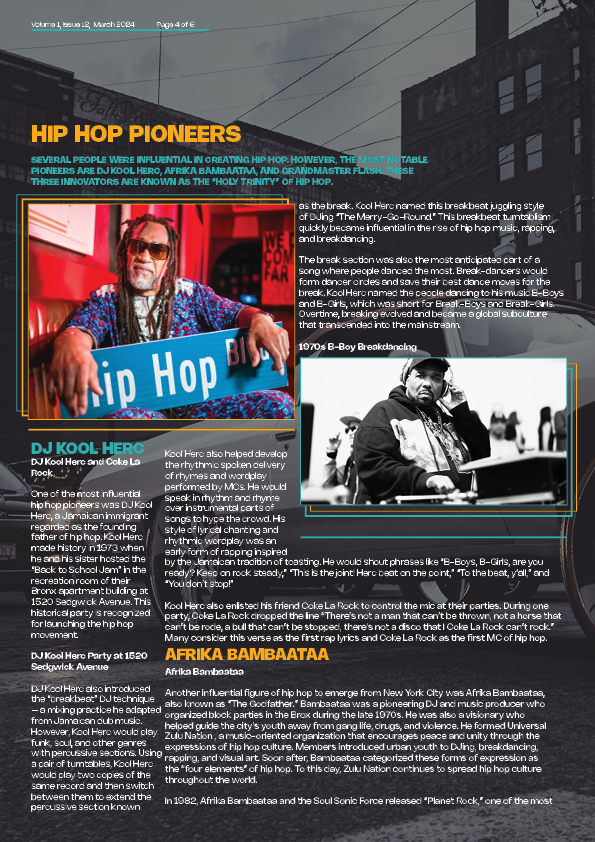 Volume 1, Issue 12, March 2024 Page 4 of 6
HIP HOP PIONEERS
SEVERAL PEOPLE WERE INFLUENTIAL IN CREATING HIP HOP. HOWEVER, THE MOST NOTABLE
PIONEERS ARE DJ KOOL HERC, AFRIKA BAMBAATAA, AND GRANDMASTER FLASH. THESE
THREE INNOVATORS ARE KNOWN AS THE “HOLY TRINITY” OF HIP HOP.
WE D
COME
FAR
ip Hop Bl
DJ KOOL HERC
DJ Kool Herc and Coke La
Rock
One of the most influential
hip hop pioneers was DJ Kool
Herc, a Jamaican immigrant
regarded as the founding
father of hip hop. Kool Herc
made history in 1973 when
he and his sister hosted the
“Back to School Jam” in the
recreation room of their
Bronx apartment building at
1520 Sedgwick Avenue. This
historical party is recognized
for launching the hip hop
movement.
DJ Kool Herc Party at 1520
Sedgwick Avenue
DJ Kool Herc also introduced
the “breakbeat” DJ technique
— a mixing practice he adapted
from Jamaican dub music.
However, Kool Herc would play
funk, soul, and other genres
with percussive sections. Using
a pair of turntables, Kool Herc
would play two copies of the
same record and then switch
between them to extend the
percussive section known
as the break. Kool Herc named this breakbeat juggling style
of DJing “The Merry-Go-Round.” This breakbeat turntablism
quickly became influential in the rise of hip hop music, rapping,
and breakdancing.
The break section was also the most anticipated part of a
song where people danced the most. Break-dancers would
form dancer circles and save their best dance moves for the
break. Kool Herc named the people dancing to his music B-Boys
and B-Girls, which was short for Break-Boys and Break-Girls.
Overtime, breaking evolved and became a global subculture
that transcended into the mainstream.
1970s B-Boy Breakdancing
Kool Herc also helped develop
the rhythmic spoken delivery
of rhymes and wordplay
performed by MCs. He would
speak in rhythm and rhyme
over instrumental parts of
songs to hype the crowd. His
style of lyrical chanting and
rhythmic wordplay was an
early form of rapping inspired
by the Jamaican tradition of toasting. He would shout phrases like “B-Boys, B-Girls, are you
ready? Keep on rock steady,” “This is the joint! Herc beat on the point,” “To the beat, y’all,” and
“You don’t stop!”
Kool Herc also enlisted his friend Coke La Rock to control the mic at their parties. During one
party, Coke La Rock dropped the line “There’s not a man that can’t be thrown, not a horse that
can’t be rode, a bull that can’t be stopped, there’s not a disco that I Coke La Rock can’t rock.”
Many consider this verse as the first rap lyrics and Coke La Rock as the first MC of hip hop.
AFRIKA BAMBAATAA
Afrika Bambaataa
Another influential figure of hip hop to emerge from New York City was Afrika Bambaataa,
also known as “The Godfather.” Bambaataa was a pioneering DJ and music producer who
organized block parties in the Brox during the late 1970s. He was also a visionary who
helped guide the city’s youth away from gang life, drugs, and violence. He formed Universal
Zulu Nation , a music-oriented organization that encourages peace and unity through the
expressions of hip hop culture. Members introduced urban youth to DJing, breakdancing,
rapping, and visual art. Soon after, Bambaataa categorized these forms of expression as
the “four elements” of hip hop. To this day, Zulu Nation continues to spread hip hop culture
throughout the world.
In 1982, Afrika Bambaataa and the Soul Sonic Force released “Planet Rock,” one of the most